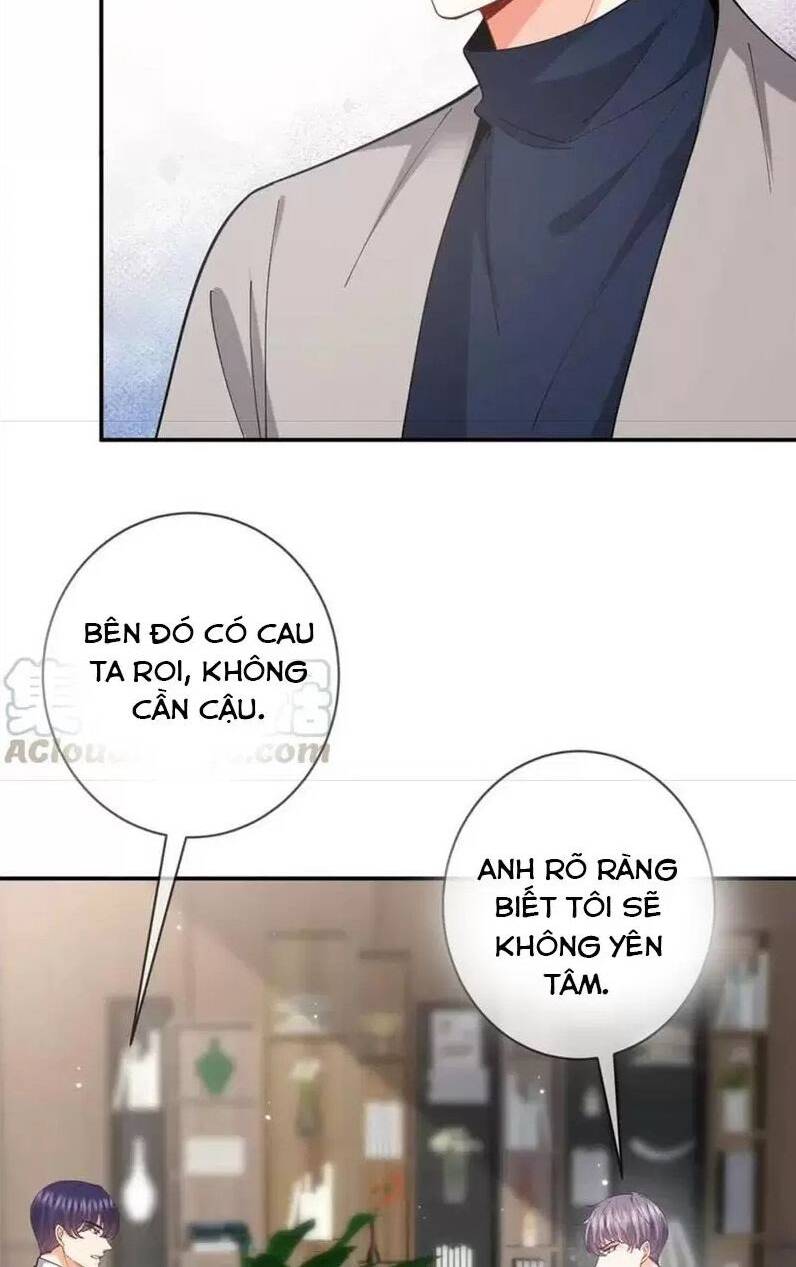 BÊN ĐÓ CÓ CAU
TA ROI, KHÔNG
CẦN CẬU.
ANH RÕ RÀNG
BIẾT TÔI SẼ
KHÔNG YÊN
TÂM.